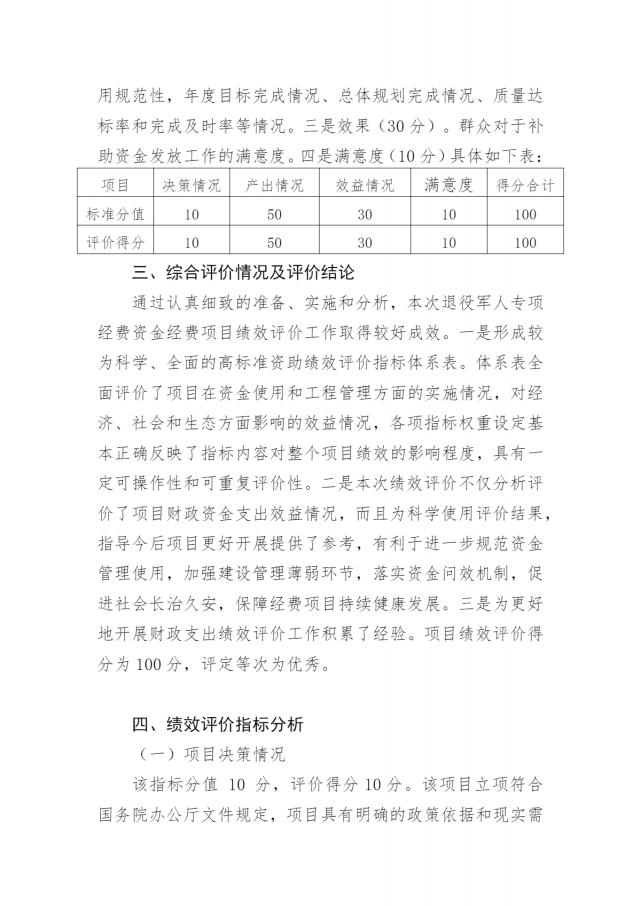 用规范性，年度目标完成情况、总体规划完成情况、质量达
标率和完成及时率等情况。三是效果（30 分）。群众对于补
助资金发放工作的满意度。四是满意度（10 分）具体如下表：
项目 决策情况 产出情况 效益情况 满意度 得分合计
标准分值 10 50 30 10 100
评价得分 10 50 30 10 100
三、综合评价情况及评价结论
通过认真细致的准备、实施和分析，本次退役军人专项
经费资金经费项目绩效评价工作取得较好成效。一是形成较
为科学、全面的高标准资助绩效评价指标体系表。体系表全
面评价了项目在资金使用和工程管理方面的实施情况，对经
济、社会和生态方面影响的效益情况，各项指标权重设定基
本正确反映了指标内容对整个项目绩效的影响程度，具有一
定可操作性和可重复评价性。二是本次绩效评价不仅分析评
价了项目财政资金支出效益情况，而且为科学使用评价结果，
指导今后项目更好开展提供了参考，有利于进一步规范资金
管理使用，加强建设管理薄弱环节，落实资金问效机制，促
进社会长治久安，保障经费项目持续健康发展。三是为更好
地开展财政支出绩效评价工作积累了经验。项目绩效评价得
分为 100 分，评定等次为优秀。
四、绩效评价指标分析
（一）项目决策情况
该指标分值 10 分，评价得分 10 分。该项目立项符合
国务院办公厅文件规定，项目具有明确的政策依据和现实需